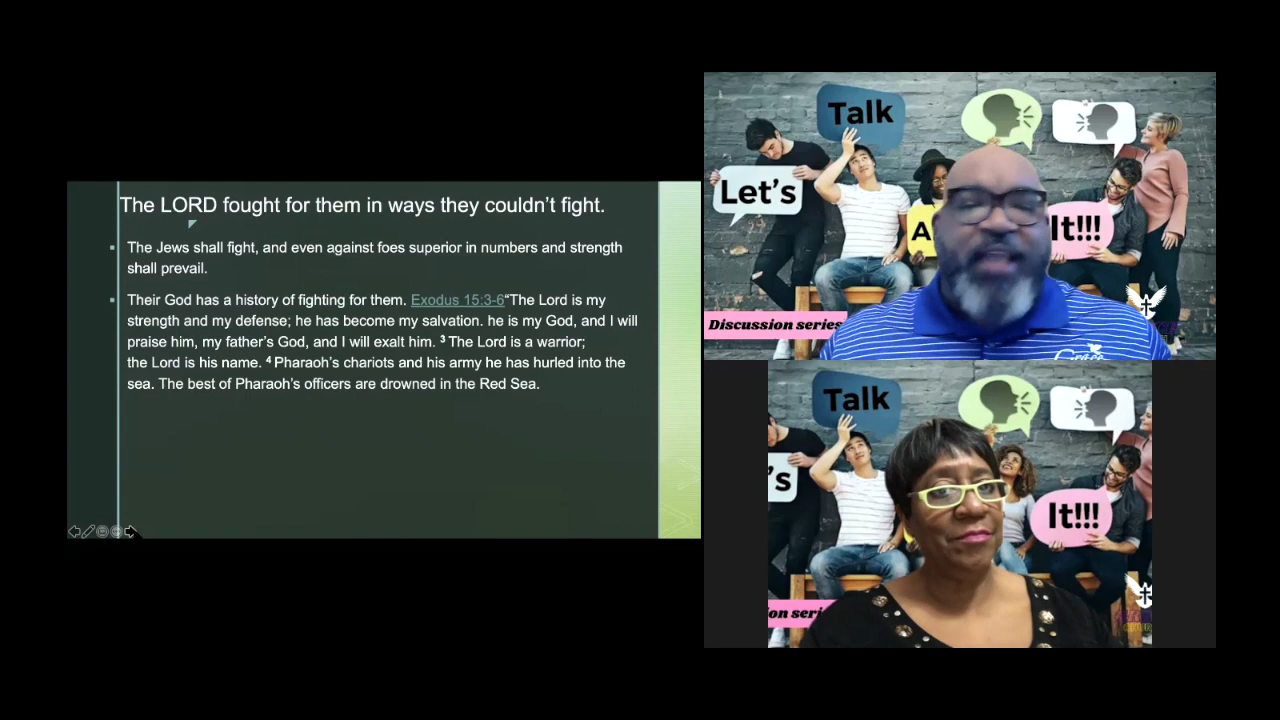 The LORD fought for them in ways they couldn't fight.
The Jews shall fight, and even against foes superior in numbers and strength
shall prevail.
Their God has a history of fighting for them. Exodus 15:3-6“The Lord is my
strength and my defense; he has become my salvation. he is my God, and I will
praise him, my father’s God, and I will exalt him. ³ The Lord is a warrior;
the Lord is his name. ⁴ Pharaoh’s chariots and his army he has hurled into the
sea. The best of Pharaoh’s officers are drowned in the Red Sea.
Talk
Let's
A
It!!!
Discussion series
Grace
Talk
's
It!!!
ion seri